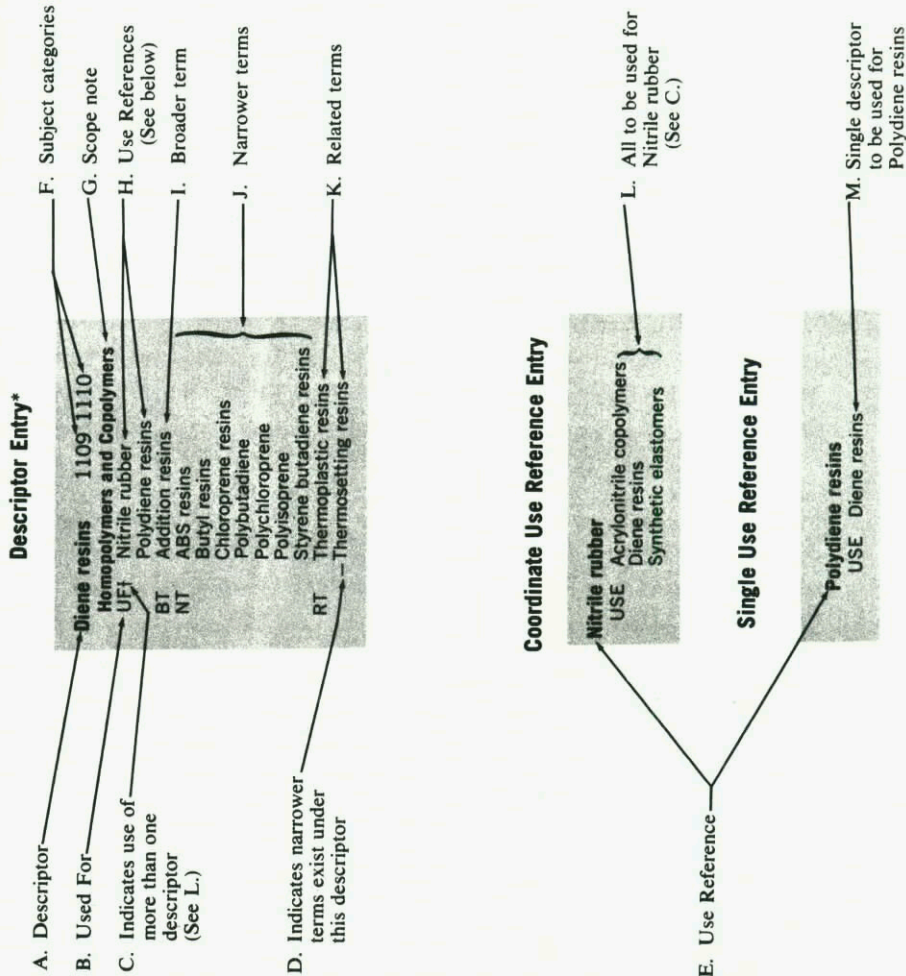 Descriptor Entry*
A. Descriptor
B. Used For
C. Indicates use of
more than one
descriptor
(See L.)
D. Indicates narrower
terms exist under
this descriptor
Diene resins 1109 1110
Homopolymers and Copolymers
UF† Nitrile rubber
Polydiene resins
BT Addition resins
NT ABS resins
Butyl resins
Chloroprene resins
Polybutadiene
Polychloroprene
Polyisoprene
Styrene butadiene resins
RT Thermoplastic resins
–Thermosetting resins
F. Subject categories
G. Scope note
H. Use References
(See below)
I. Broader term
J. Narrower terms
K. Related terms
Coordinate Use Reference Entry
E. Use Reference
Nitrile rubber
USE Acrylonitrile copolymers
Diene resins
Synthetic elastomers
L. All to be used for
Nitrile rubber
(See C.)
Single Use Reference Entry
Polydiene resins
USE Diene resins
M. Single descriptor
to be used for
Polydiene resins